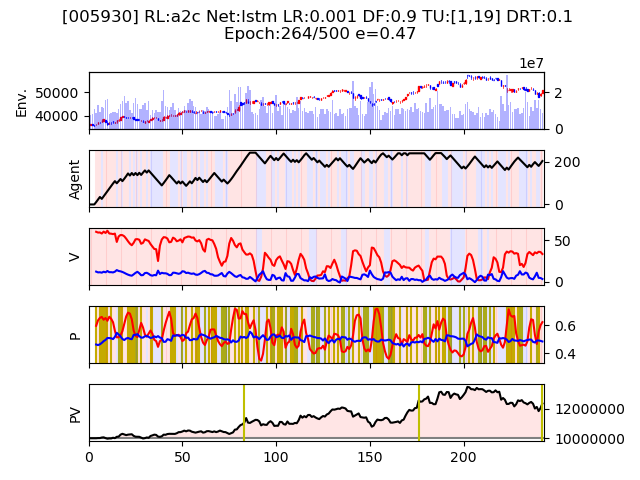 [005930] RL:a2c Net:lstm LR:0.001 DF:0.9 TU:[1,19] DRT:0.1
Epoch:264/500 e=0.47
1e7
Env.
50000
40000
2
0
Agent
200
0
V
50
0
P
0.6
0.4
PV
12000000
10000000
0 50 100 150 200